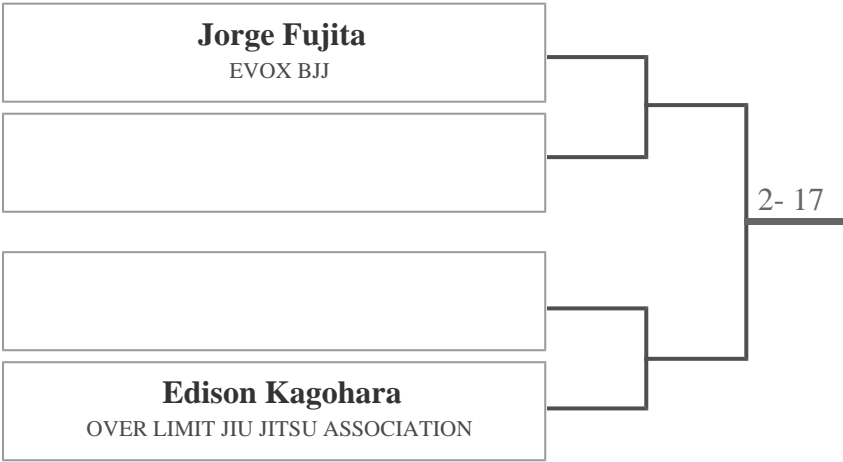 Jorge Fujita
EVOX BJJ
2- 17
Edison Kagohara
OVER LIMIT JIU JITSU ASSOCIATION